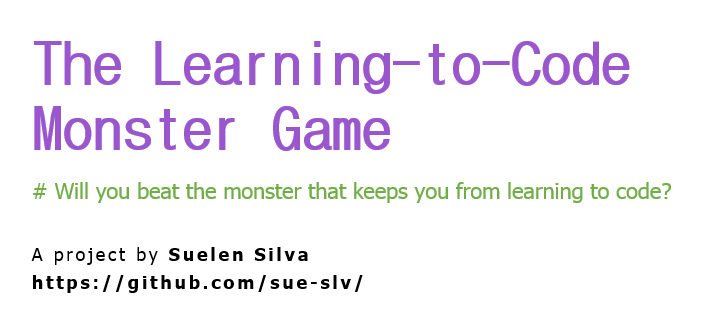 The Learning-to-Code
Monster Game
# Will you beat the monster that keeps you from learning to code?
A project by Suelen Silva
https://github.com/sue-slv/